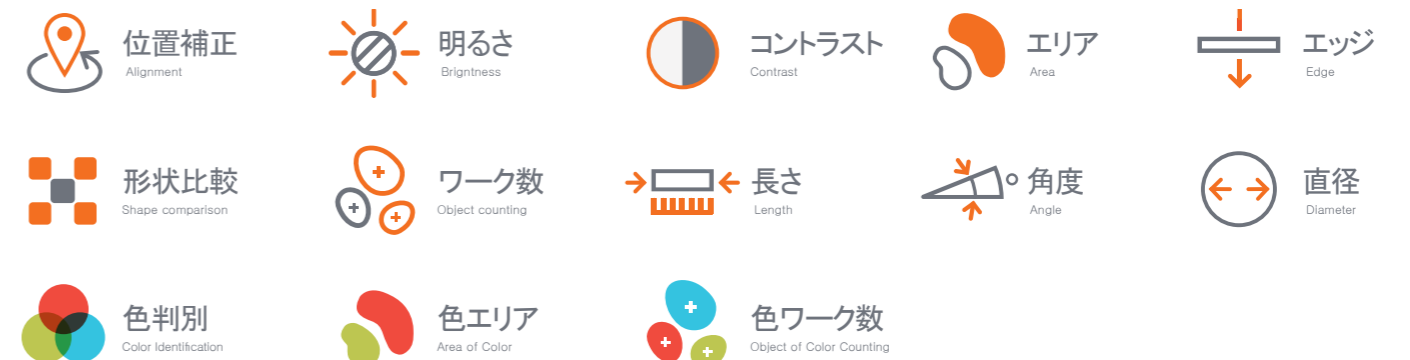 位置補正
Alignment
明るさ
Brigntness
コントラスト
Contrast
エリア
Area
エッジ
Edge
形状比較
Shape comparison
ワーク数
Object counting
長さ
Length
角度
Angle
直径
Diameter
色判別
Color Identification
色エリア
Area of Color
色ワーク数
Object of Color Counting